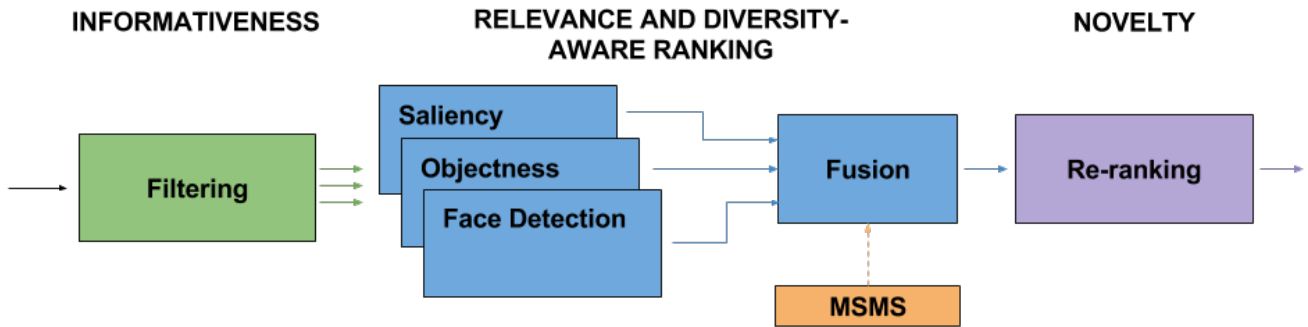 INFORMATIVENESS
RELEVANCE AND DIVERSITY-
AWARE RANKING
NOVELTY
Filtering
Saliency
Objectness
Face Detection
Fusion
Re-ranking
MSMS